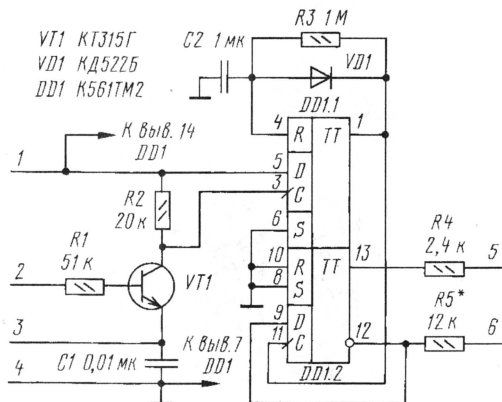 VT1 КТ315Г
VD1 КД522Б
DD1 К561ТМ2
R3 1 М
C2 1 мк
VD1
DD1.1
К выв. 14
DD1
1
4
R
TT
1
5
D
3
C
R2
20 к
6
S
R1
51 к
10
R
TT
13
R4
2,4 к
5
2
8
S
VT1
9
D
12
R5*
12 к
6
3
11
C
C1 0,01 мк
К выв. 7
DD1
4
DD1.2